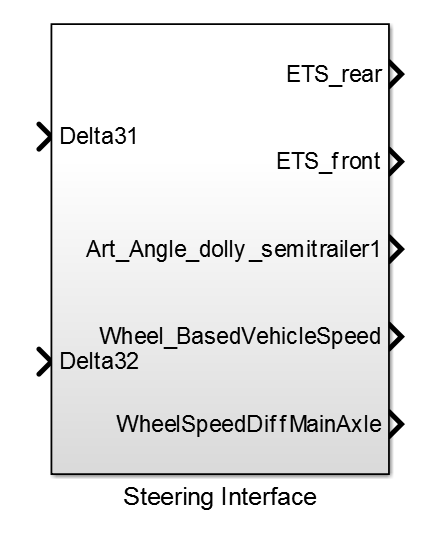 ETS_rear
Delta31
ETS_front
Art_Angle_dolly_semitrailer1
Wheel_BasedVehicleSpeed
Delta32
WheelSpeedDiffMainAxle
Steering Interface